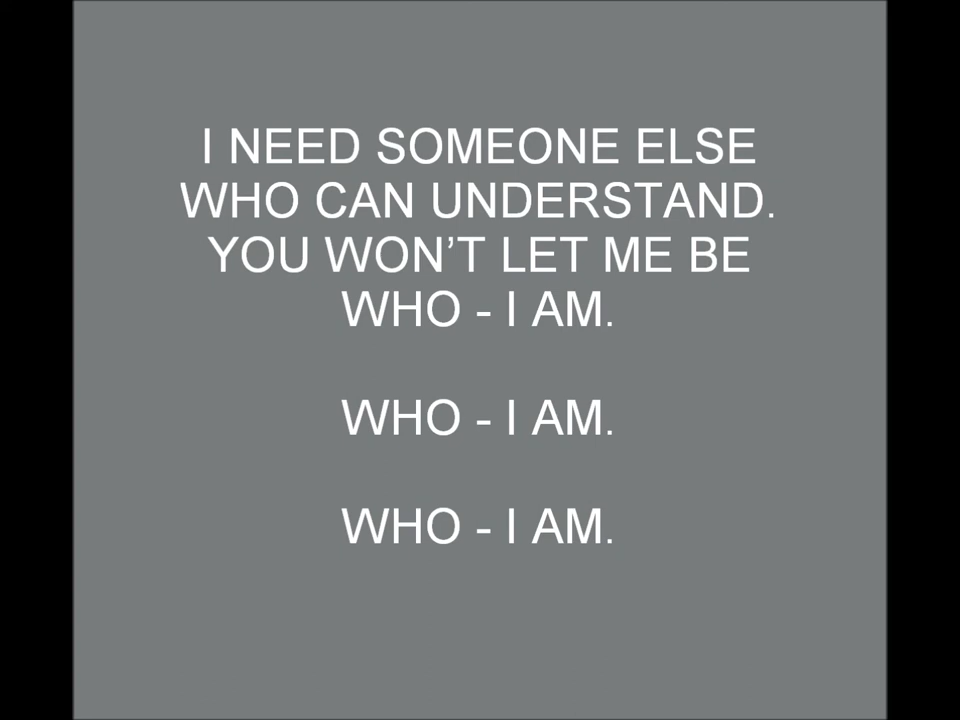 I NEED SOMEONE ELSE
WHO CAN UNDERSTAND.
YOU WON’T LET ME BE
WHO - I AM.
WHO - I AM.
WHO - I AM.